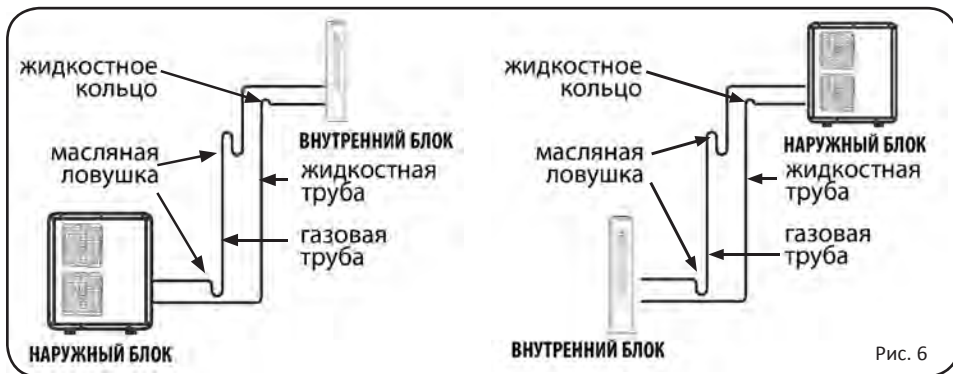 жидкостное
кольцо
ВНУТРЕННИЙ БЛОК
масляная
ловушка
жидкостная
труба
газовая
труба
НАРУЖНЫЙ БЛОК
жидкостное
кольцо
НАРУЖНЫЙ БЛОК
масляная
ловушка
жидкостная
труба
газовая
труба
ВНУТРЕННИЙ БЛОК
Рис. 6